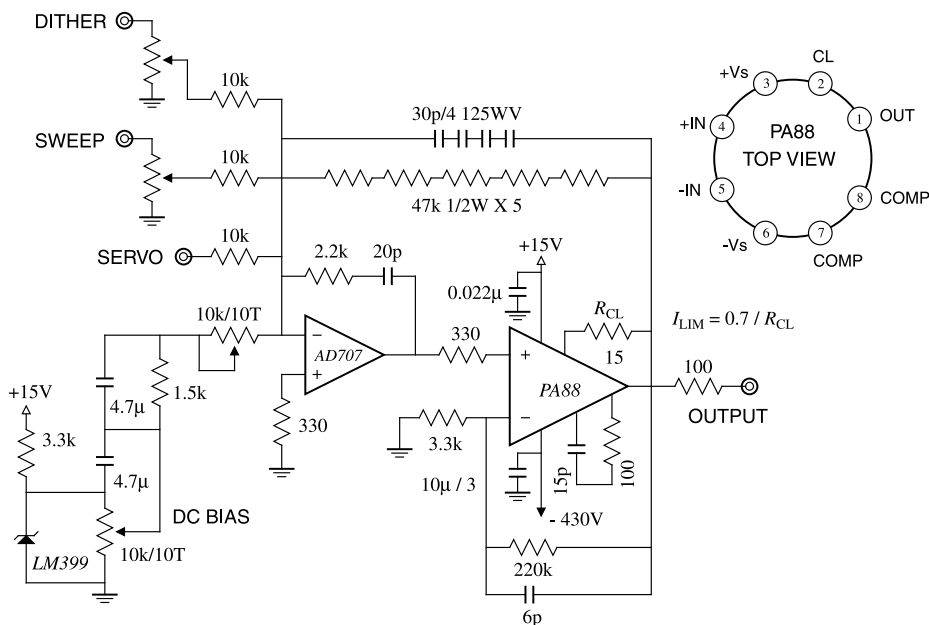 DITHER
10k
SWEEP
10k
SERVO
10k
30p/4 125WV
47k 1/2W X 5
2.2k
20p
10k/10T
−
AD707
+
330
4.7μ
1.5k
+15V
3.3k
4.7μ
DC BIAS
LM399
10k/10T
+15V
0.022μ
330
+
PA88
−
RCL
15
ILIM = 0.7 / RCL
100
OUTPUT
3.3k
10μ / 3
15p
100
- 430V
220k
6p
CL
+Vs
3
2
+IN
4
1
OUT
PA88
TOP VIEW
-IN
5
8
COMP
-Vs
6
7
COMP